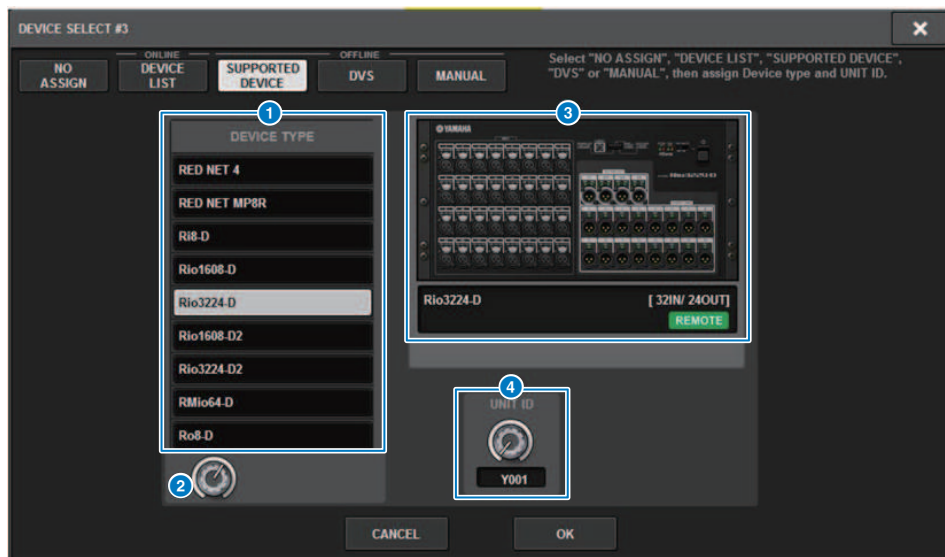 DEVICE SELECT #3
ONLINE
OFFLINE
NO ASSIGN
DEVICE LIST
SUPPORTED DEVICE
DVS
MANUAL
Select "NO ASSIGN", "DEVICE LIST", "SUPPORTED DEVICE",
"DVS" or "MANUAL", then assign Device type and UNIT ID.
1
DEVICE TYPE
RED NET 4
RED NET MP8R
Ri8-D
Rio1608-D
Rio3224-D
Rio1608-D2
Rio3224-D2
RMio64-D
Ro8-D
2
3
YAMAHA
Rio3224-D [ 32IN/ 24OUT]
REMOTE
4
UNIT ID
Y001
CANCEL
OK